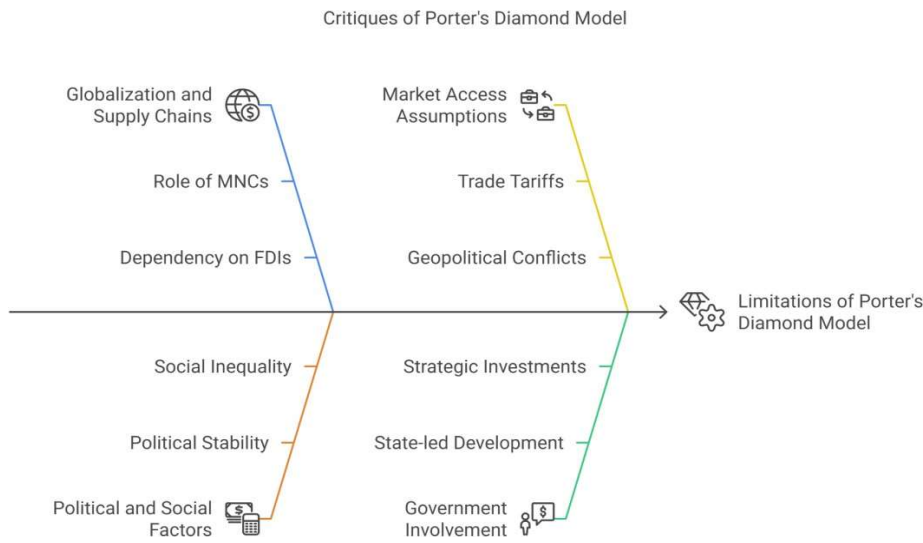 Critiques of Porter's Diamond Model
Globalization and
Supply Chains
Market Access
Assumptions
Role of MNCs
Trade Tariffs
Dependency on FDIs
Geopolitical Conflicts
Limitations of Porter's
Diamond Model
Social Inequality
Strategic Investments
Political Stability
State-led Development
Political and Social
Factors
Government
Involvement